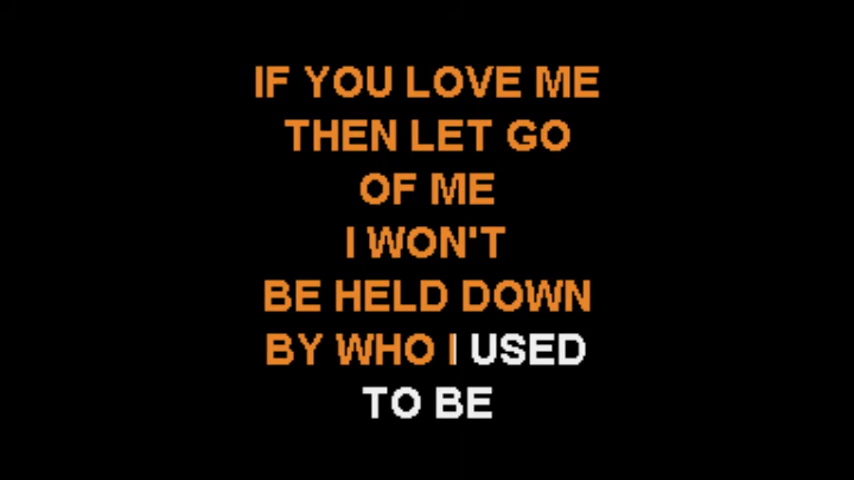 IF YOU LOVE ME
THEN LET GO
OF ME
I WON'T
BE HELD DOWN
BY WHO I USED
TO BE